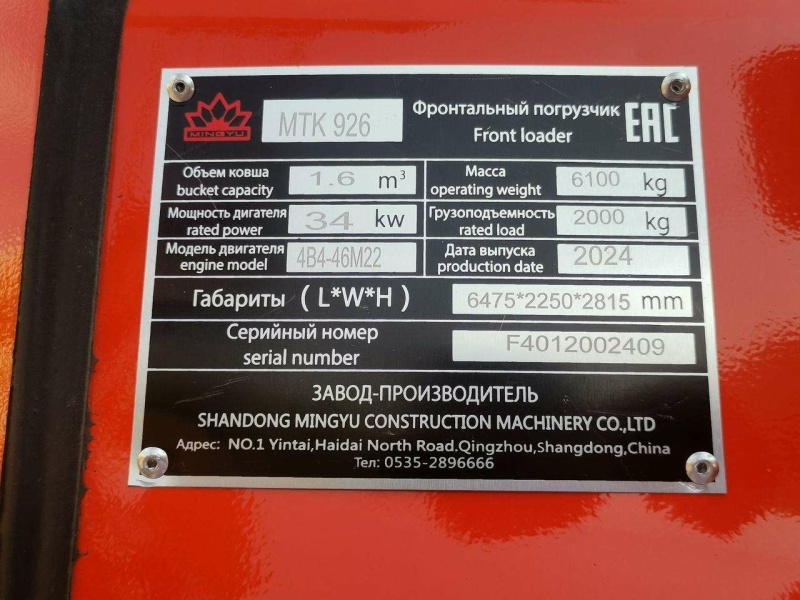 MINGYU
МТК 926
Фронтальный погрузчик
Front loader
EAC
Объем ковша
bucket capacity
1.6 m³
Масса
operating weight
6100 kg
Мощность дигателя
rated power
34 kw
Грузоподъемность
rated load
2000 kg
Модель двигателя
engine model
4B4-46M22
Дата выпуска
production date
2024
Габариты ( L*W*H )
6475*2250*2815 mm
Серийный номер
serial number
F4012002409
ЗАВОД-ПРОИЗВОДИТЕЛЬ
SHANDONG MINGYU CONSTRUCTION MACHINERY CO.,LTD
Адрес: NO.1 Yintai,Haidai North Road.Qingzhou,Shangdong,China
Тел: 0535-2896666